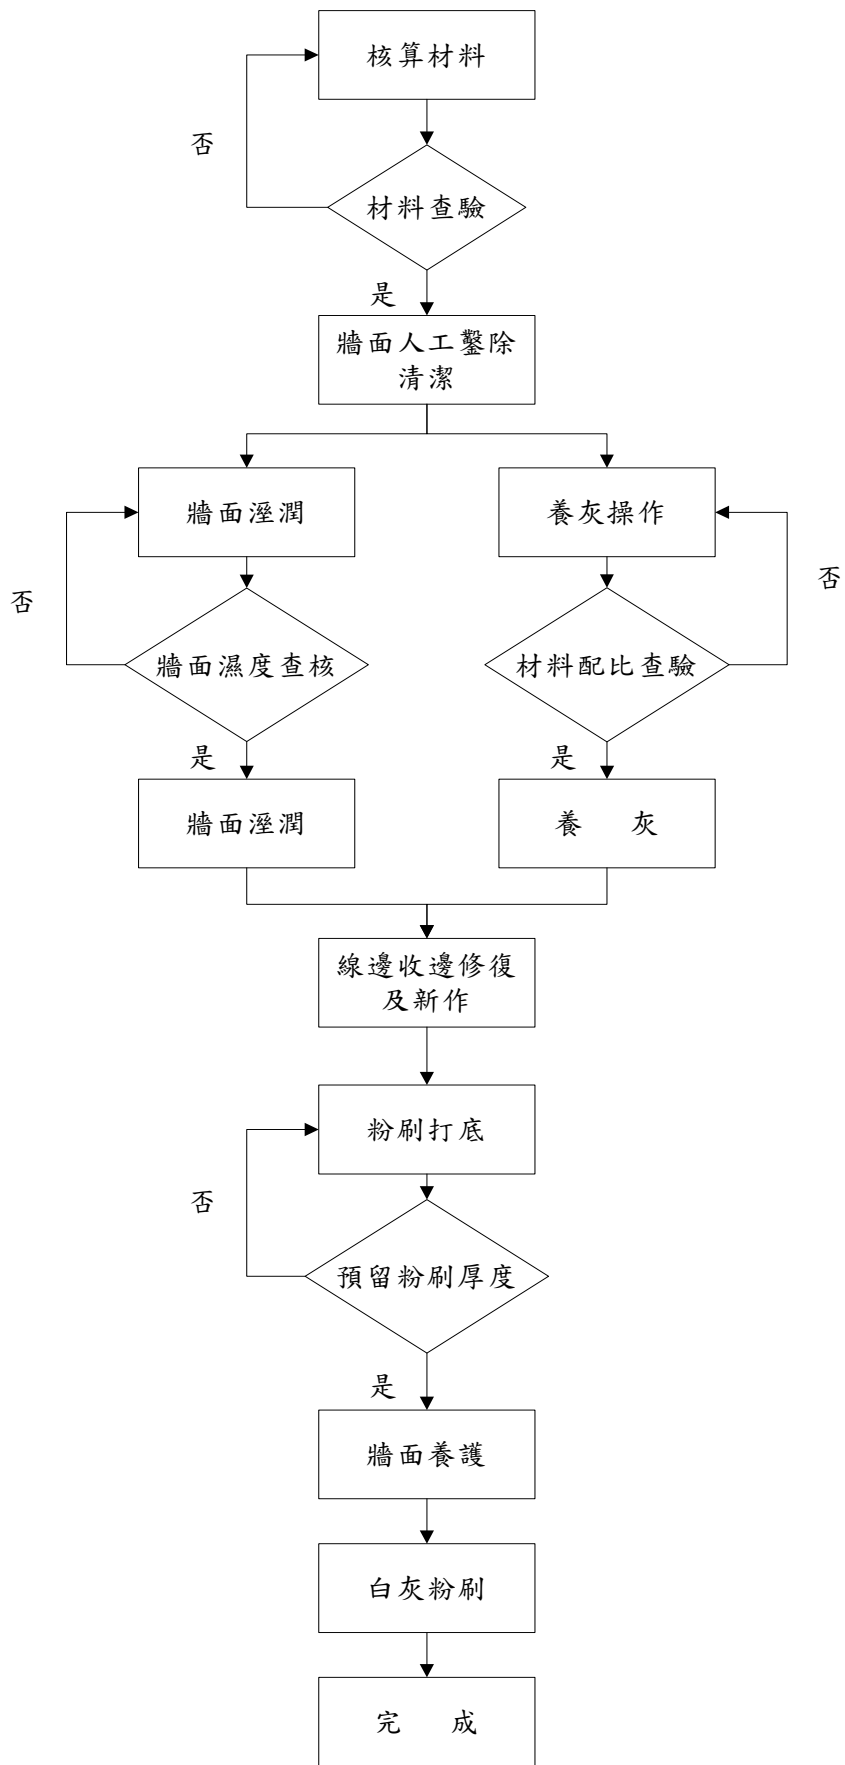 核算材料
否
材料查驗
是
牆面人工鑿除
清潔
牆面溼潤
養灰操作
否
否
牆面濕度查核
材料配比查驗
是
是
牆面溼潤
養 灰
線邊收邊修復
及新作
粉刷打底
否
預留粉刷厚度
是
牆面養護
白灰粉刷
完 成